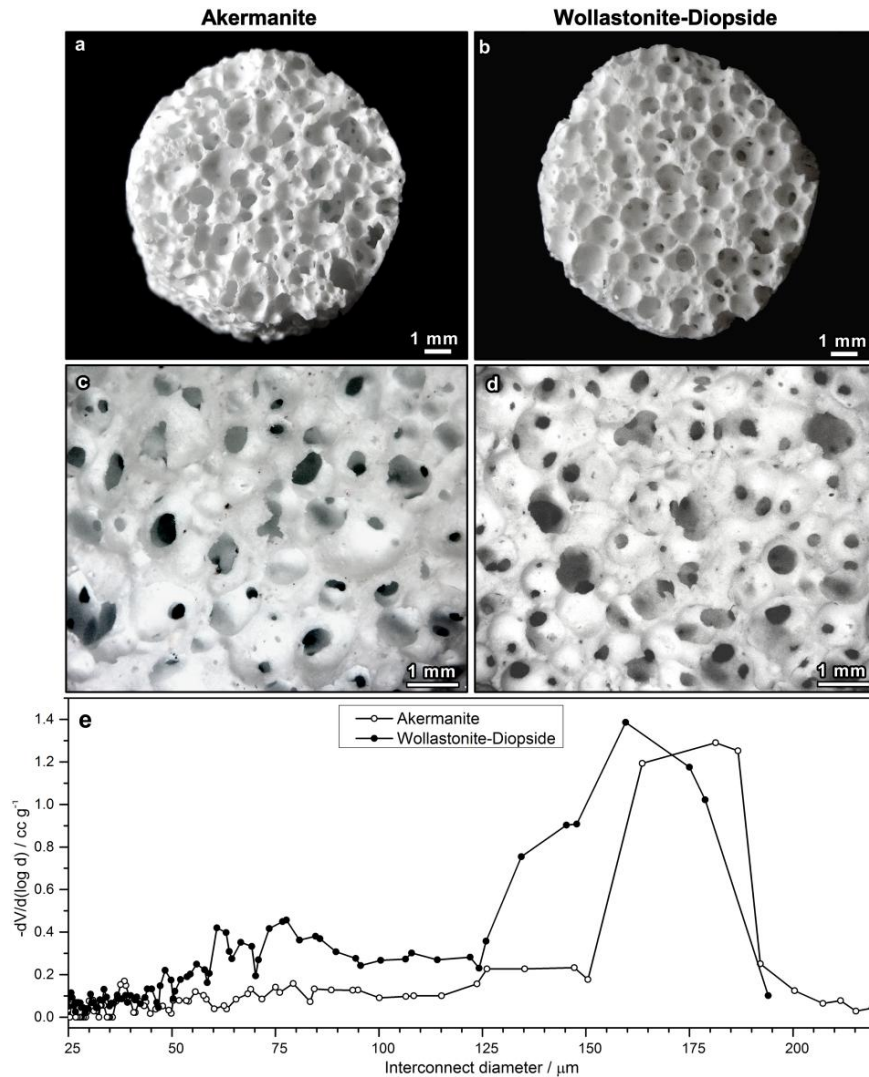 Akermanite
Wollastonite-Diopside
a
b
1 mm
1 mm
c
d
1 mm
1 mm
e
Akermanite
Wollastonite-Diopside
-dV/d(log d) / cc g⁻¹
1.4
1.2
1.0
0.8
0.6
0.4
0.2
0.0
25 50 75 100 125 150 175 200
Interconnect diameter / μm